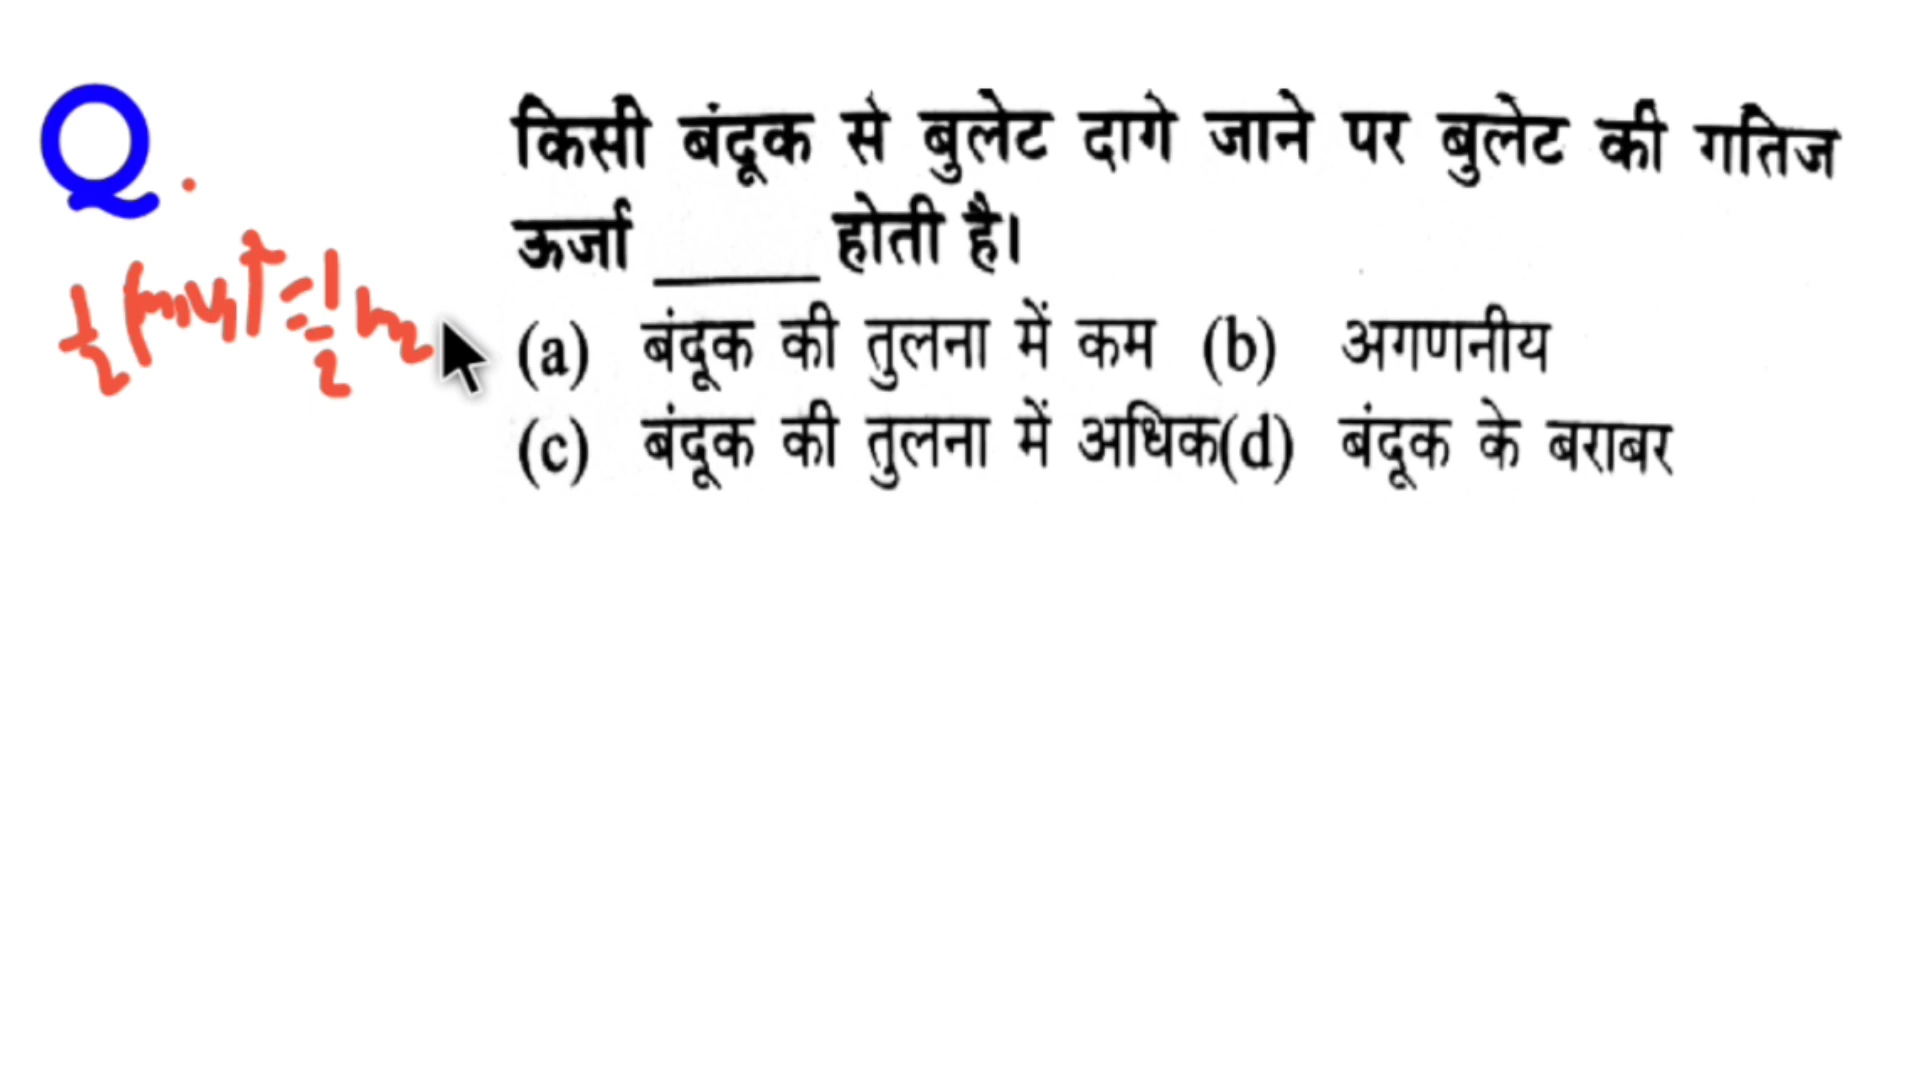 Q.
किसी बंदूक से बुलेट दागे जाने पर बुलेट की गतिज
ऊर्जा ______ होती है।
(a) बंदूक की तुलना में कम (b) अगणनीय
(c) बंदूक की तुलना में अधिक(d) बंदूक के बराबर